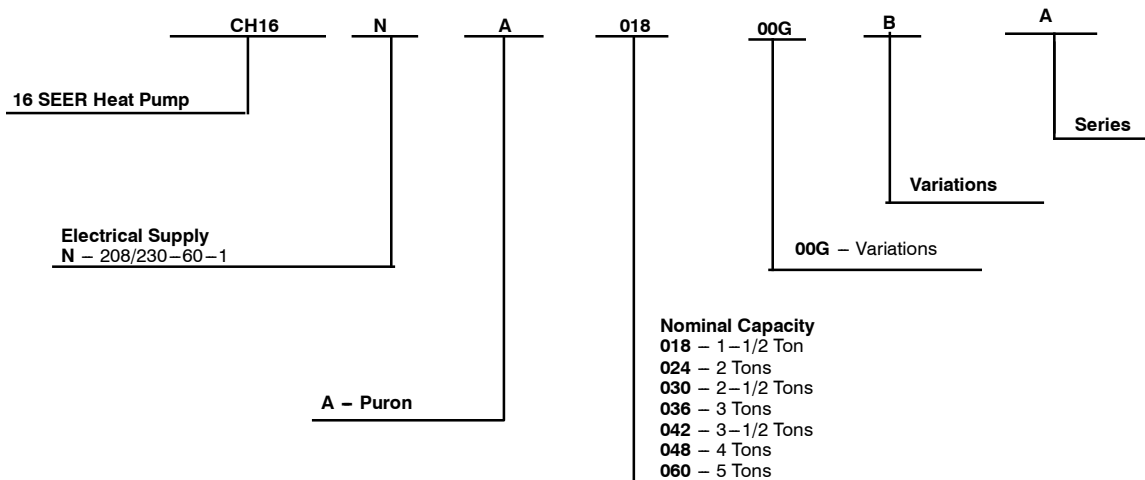 CH16 N A 018 00G B A
16 SEER Heat Pump
Series
Variations
Electrical Supply
N – 208/230–60–1
00G – Variations
Nominal Capacity
018 – 1–1/2 Ton
024 – 2 Tons
030 – 2–1/2 Tons
036 – 3 Tons
A – Puron
042 – 3–1/2 Tons
048 – 4 Tons
060 – 5 Tons